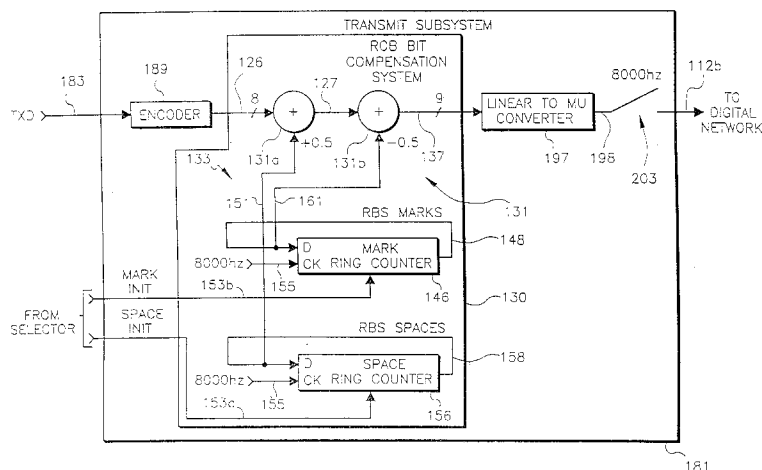 TRANSMIT SUBSYSTEM
RCB BIT
COMPENSATION
SYSTEM
183
189
126
127
8
9
8000hz
112b
TXD
ENCODER
+
+
LINEAR TO MU
CONVERTER
TO
DIGITAL
NETWORK
131a
+0.5
131b
-0.5
137
197
198
203
133
151
161
131
RBS MARKS
148
D
MARK
8000hz
CK
RING COUNTER
155
146
130
MARK
INIT
153b
FROM
SELECTOR
SPACE
INIT
RBS SPACES
158
D
SPACE
8000hz
CK
RING COUNTER
155
156
153a
181